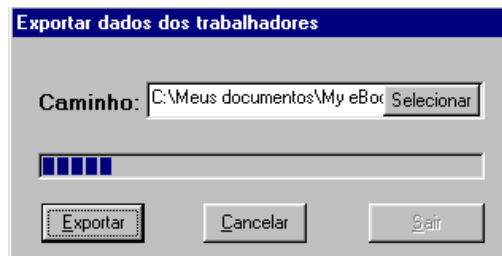 Exportar dados dos trabalhadores
Caminho: C:\Meus documentos\My eBoo Selecionar
Exportar Cancelar Sair